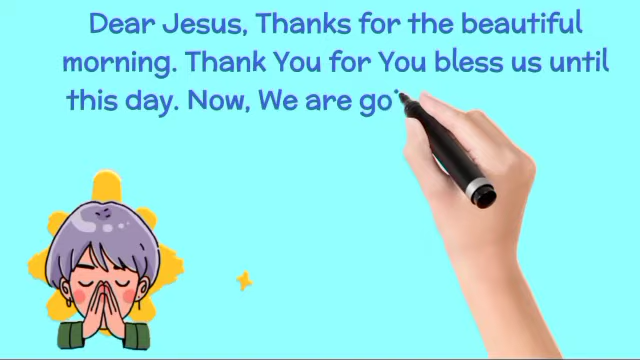 Dear Jesus, Thanks for the beautiful
morning. Thank You for You bless us until
this day. Now, We are go